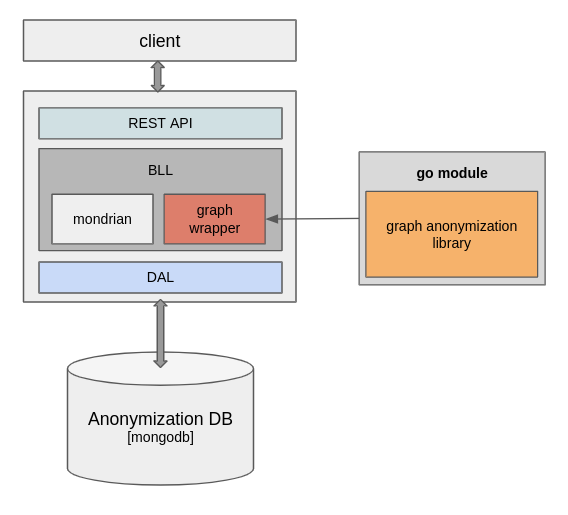 client
REST API
BLL
mondrian
graph
wrapper
DAL
go module
graph anonymization
library
Anonymization DB
[mongodb]